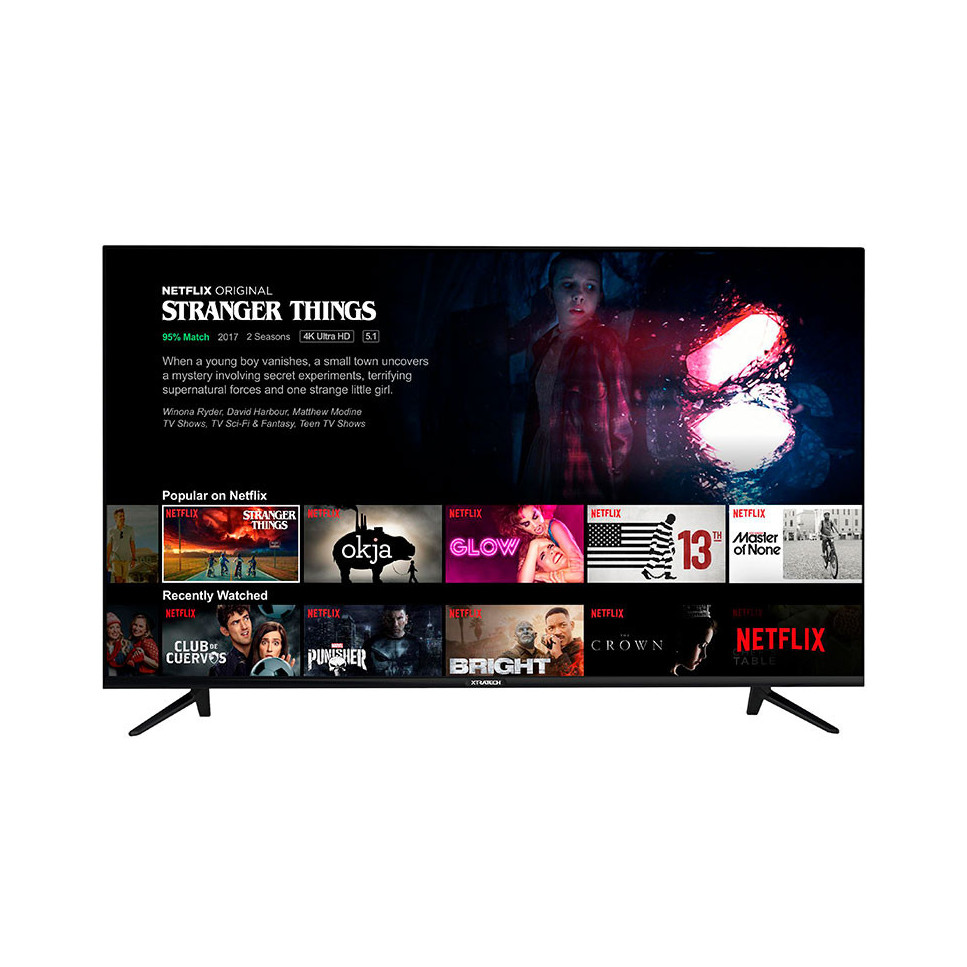 NETFLIX ORIGINAL
STRANGER THINGS
95% Match 2017 2 Seasons 4K Ultra HD 5.1
When a young boy vanishes, a small town uncovers
a mystery involving secret experiments, terrifying
supernatural forces and one strange little girl.
Winona Ryder, David Harbour, Matthew Modine
TV Shows, TV Sci-Fi & Fantasy, Teen TV Shows
Popular on Netflix
NETFLIX
STRANGER
THINGS
NETFLIX
okja
NETFLIX
GLOW
NETFLIX
13TH
NETFLIX
Master
of None
Recently Watched
NETFLIX
CLUB DE
CUERVOS
NETFLIX
MARVEL
PUNISHER
NETFLIX
BRIGHT
NETFLIX
THE
CROWN
NETFLIX
NETFLIX
TABLE
XTRATECH